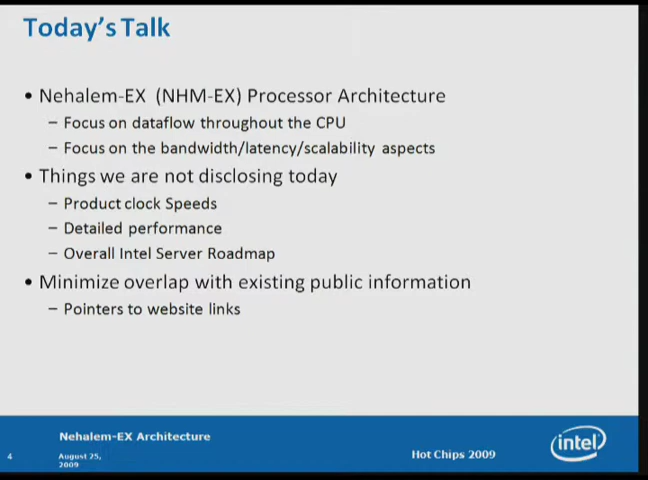 Today's Talk
• Nehalem-EX (NHM-EX) Processor Architecture
– Focus on dataflow throughout the CPU
– Focus on the bandwidth/latency/scalability aspects
• Things we are not disclosing today
– Product clock Speeds
– Detailed performance
– Overall Intel Server Roadmap
• Minimize overlap with existing public information
– Pointers to website links
Nehalem-EX Architecture
4
August 25,
2009
Hot Chips 2009
intel